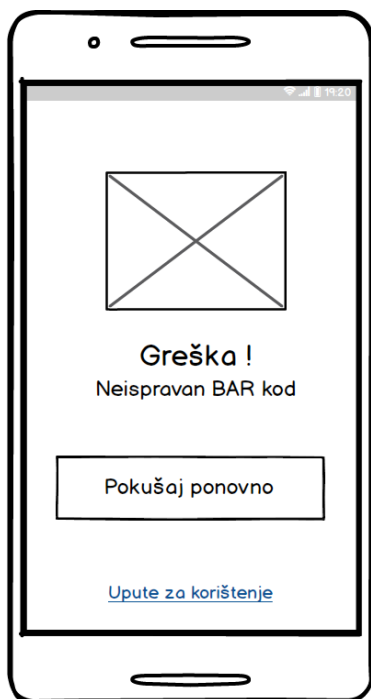 19:20
Greška !
Neispravan BAR kod
Pokušaj ponovno
Upute za korištenje